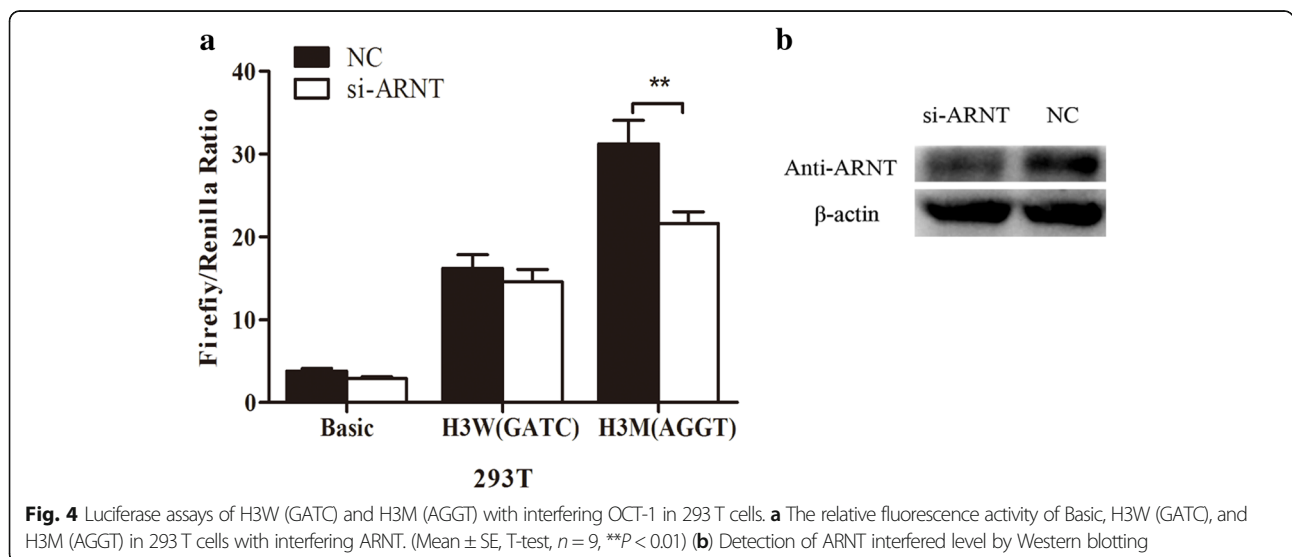 a
NC
si-ARNT
40
30
20
10
0
**
Firefiy/Renilla Ratio
Basic H3W(GATC) H3M(AGGT)
293T
b
si-ARNT NC
Anti-ARNT
β-actin
Fig. 4 Luciferase assays of H3W (GATC) and H3M (AGGT) with interfering OCT-1 in 293 T cells. a The relative fluorescence activity of Basic, H3W (GATC), and
H3M (AGGT) in 293 T cells with interfering ARNT. (Mean ± SE, T-test, n = 9, **P < 0.01) (b) Detection of ARNT interfered level by Western blotting